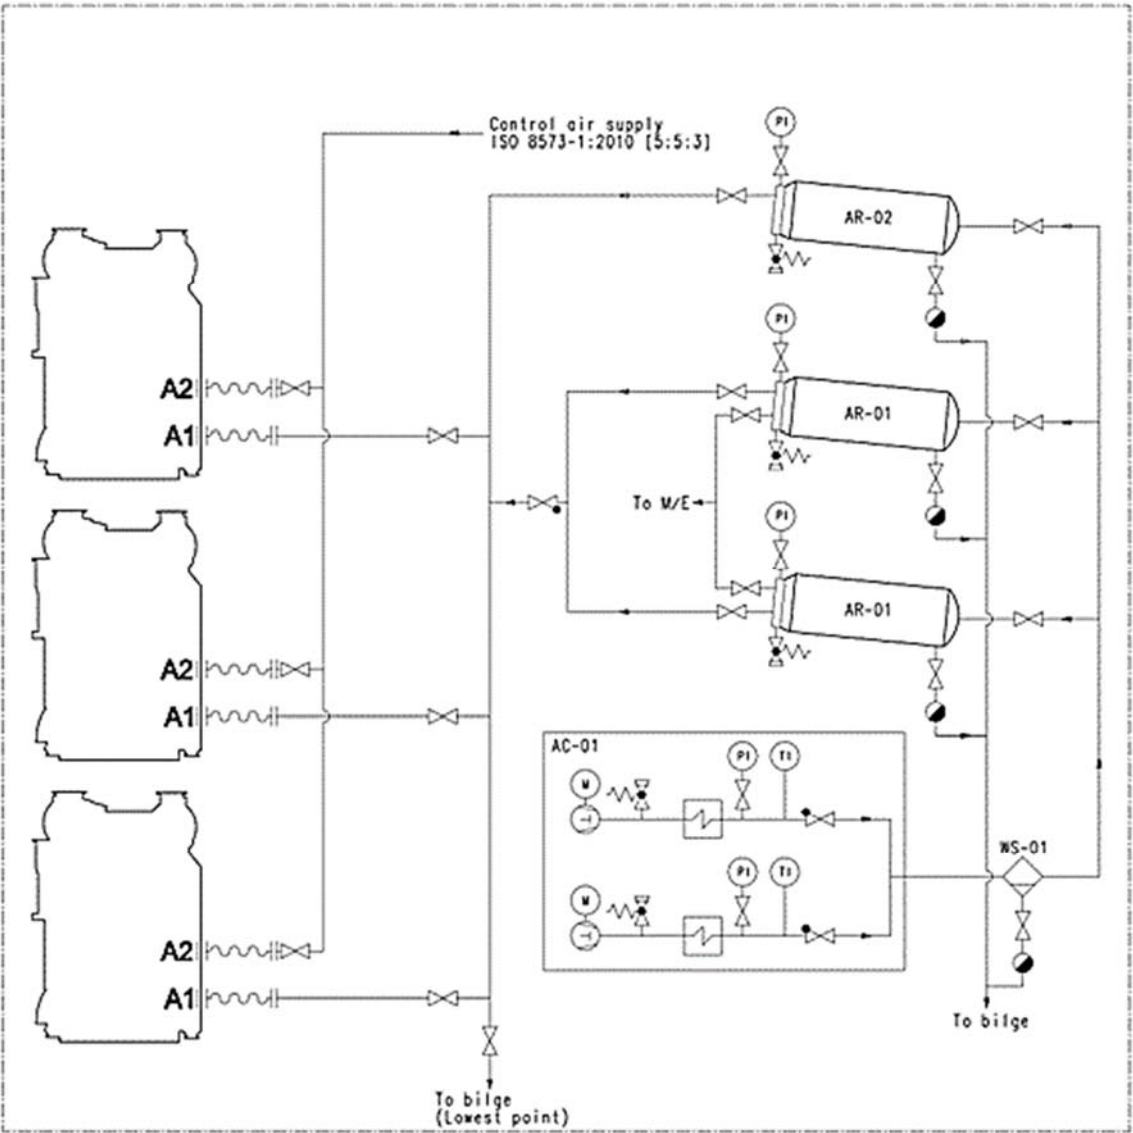 Control air supply
ISO 8573-1:2010 [5:5:3]
PI
AR-02
PI
A2
A1
AR-01
To M/E
PI
AR-01
A2
A1
AC-01
PI
TI
M
WS-01
PI
TI
M
A2
A1
To bilge
To bilge
(Lowest point)